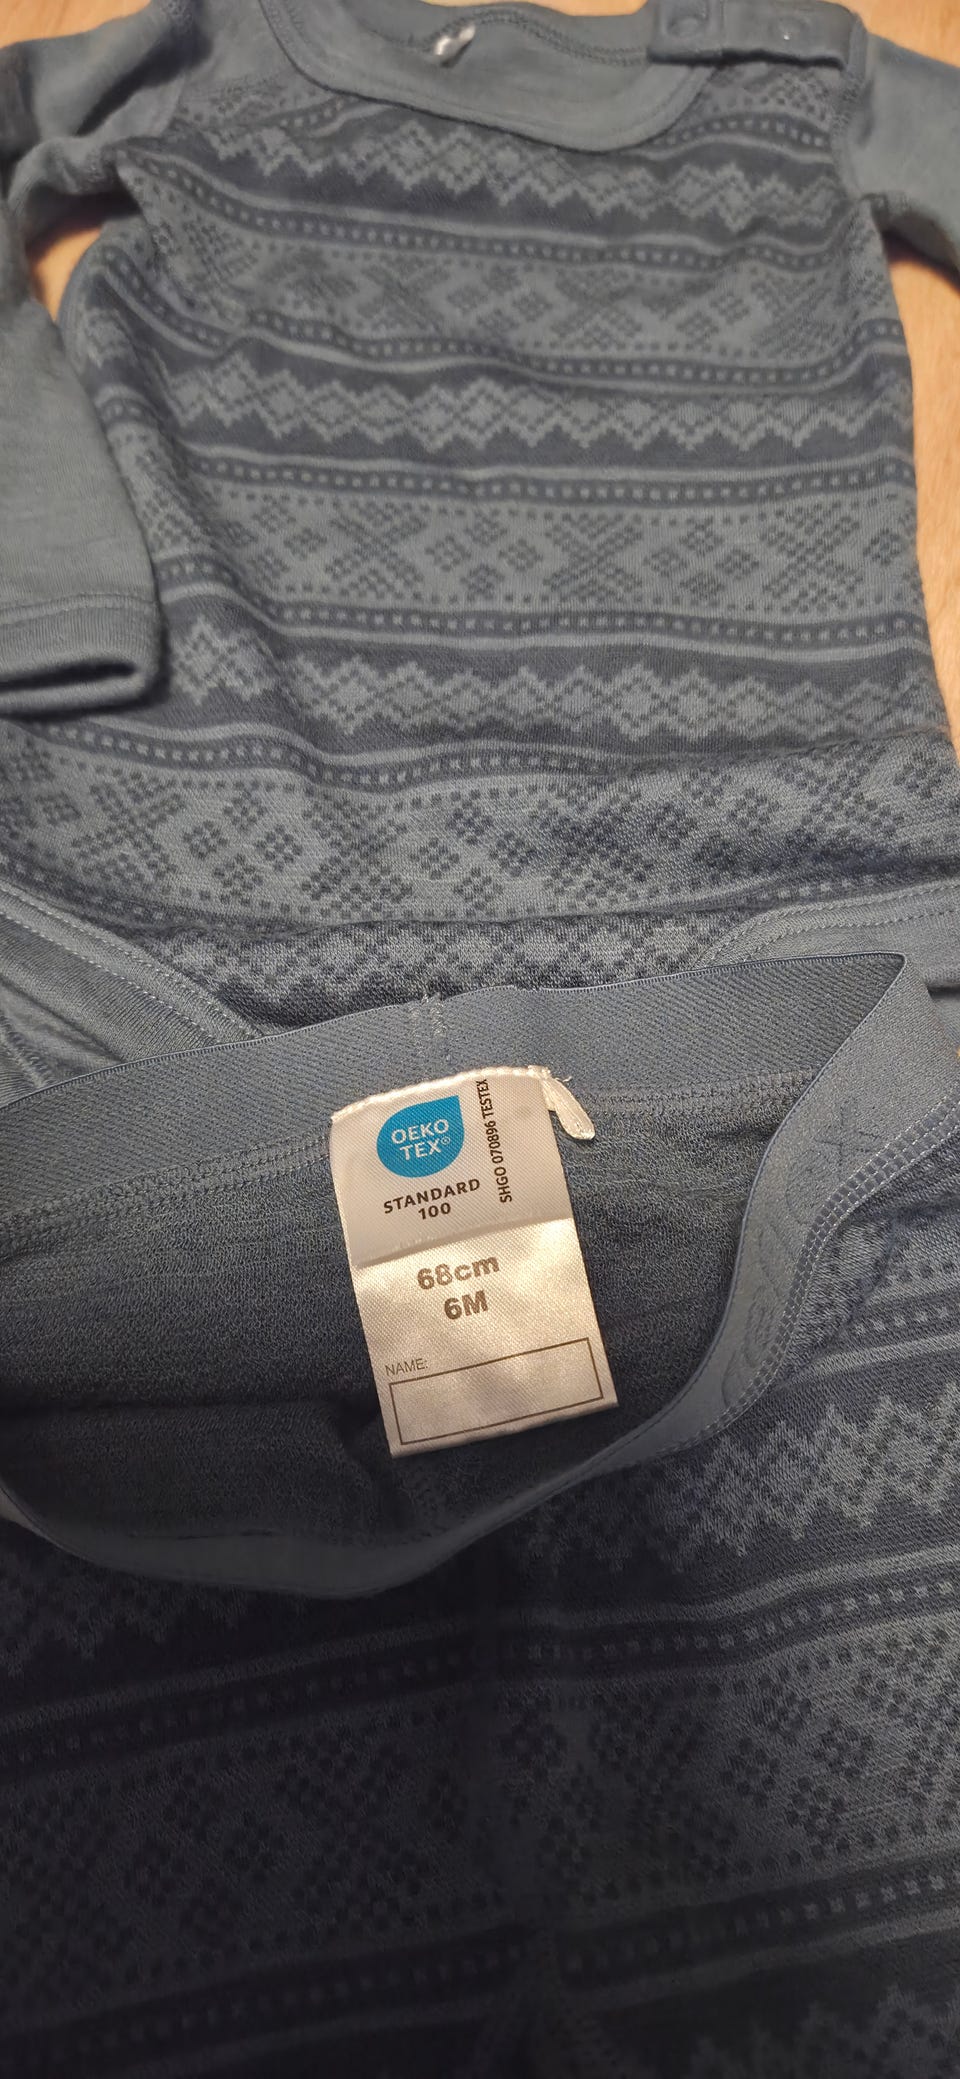 OEKO
TEX®
STANDARD
100
SHGO 070896 TESTEX
68cm
6M
NAME: